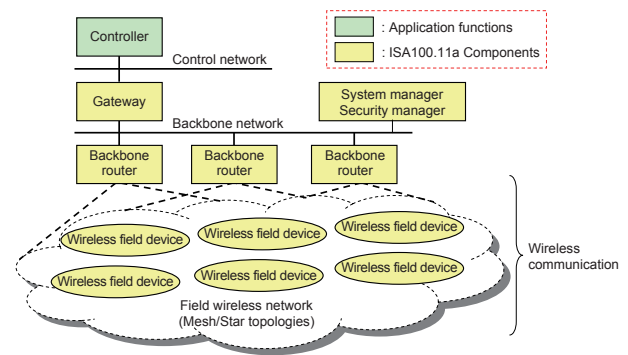 Controller
: Application functions
: ISA100.11a Components
Control network
Gateway
System manager
Security manager
Backbone network
Backbone
router
Backbone
router
Backbone
router
Wireless field device
Wireless field device
Wireless field device
Wireless field device
Wireless field device
Wireless field device
Wireless
communication
Field wireless network
(Mesh/Star topologies)